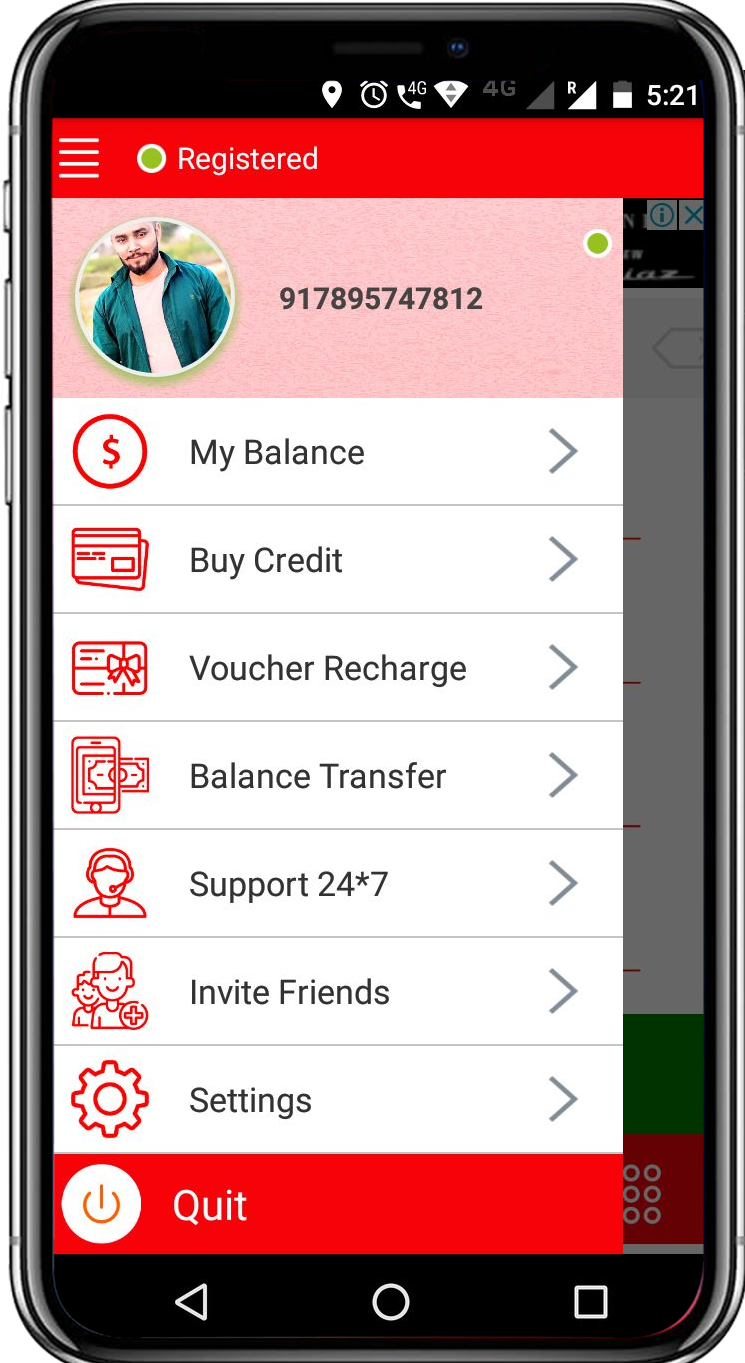 4G 4G R 5:21
Registered
917895747812
$ My Balance
Buy Credit
Voucher Recharge
Balance Transfer
Support 24*7
Invite Friends
Settings
Quit